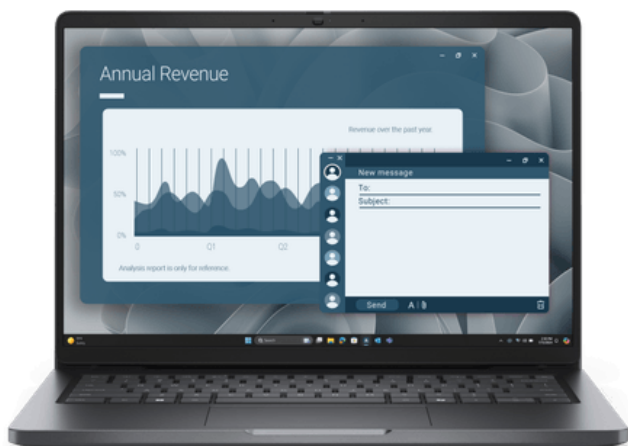 Annual Revenue
Revenue over the past year.
100%
50%
0%
0
Q1
Q2
Analysis report is only for reference.
New message
To:
Subject:
Send
A
Search